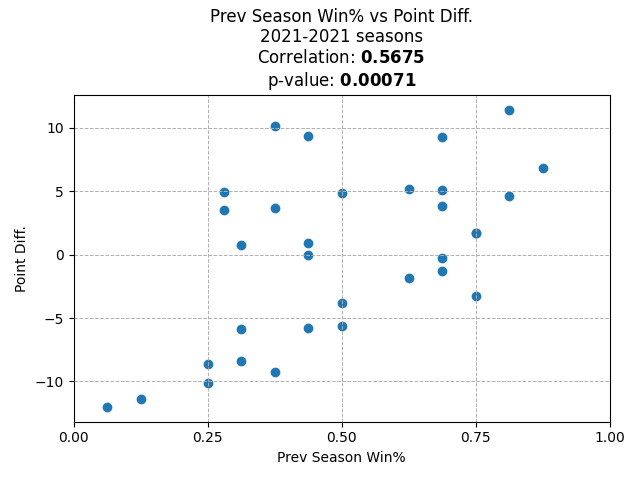 Prev Season Win% vs Point Diff.
2021-2021 seasons
Correlation: 0.5675
p-value: 0.00071
10
5
0
−5
−10
Point Diff.
0.00 0.25 0.50 0.75 1.00
Prev Season Win%